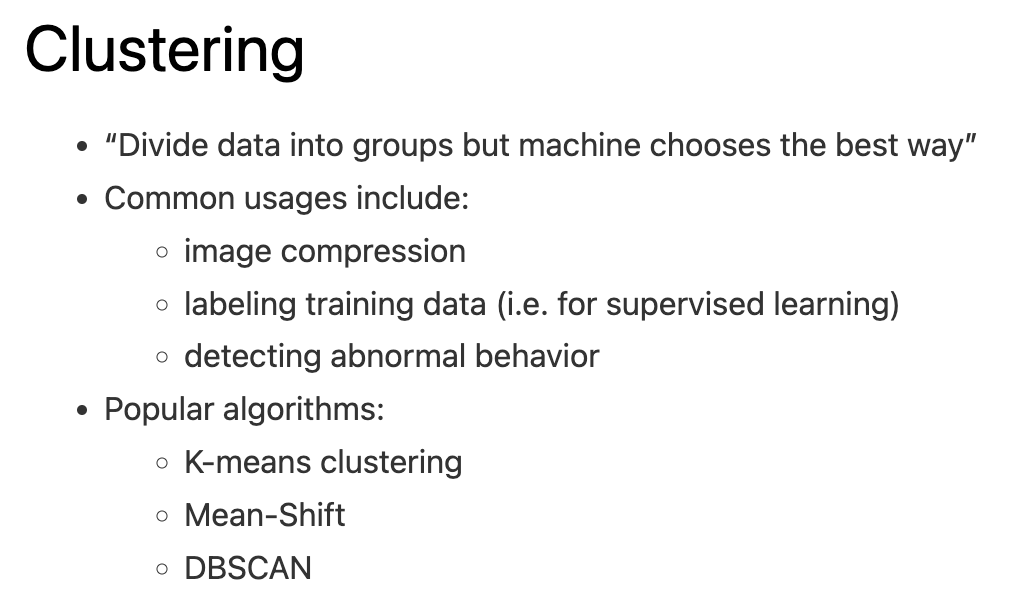 Clustering
• “Divide data into groups but machine chooses the best way”
• Common usages include:
◦ image compression
◦ labeling training data (i.e. for supervised learning)
◦ detecting abnormal behavior
• Popular algorithms:
◦ K-means clustering
◦ Mean-Shift
◦ DBSCAN